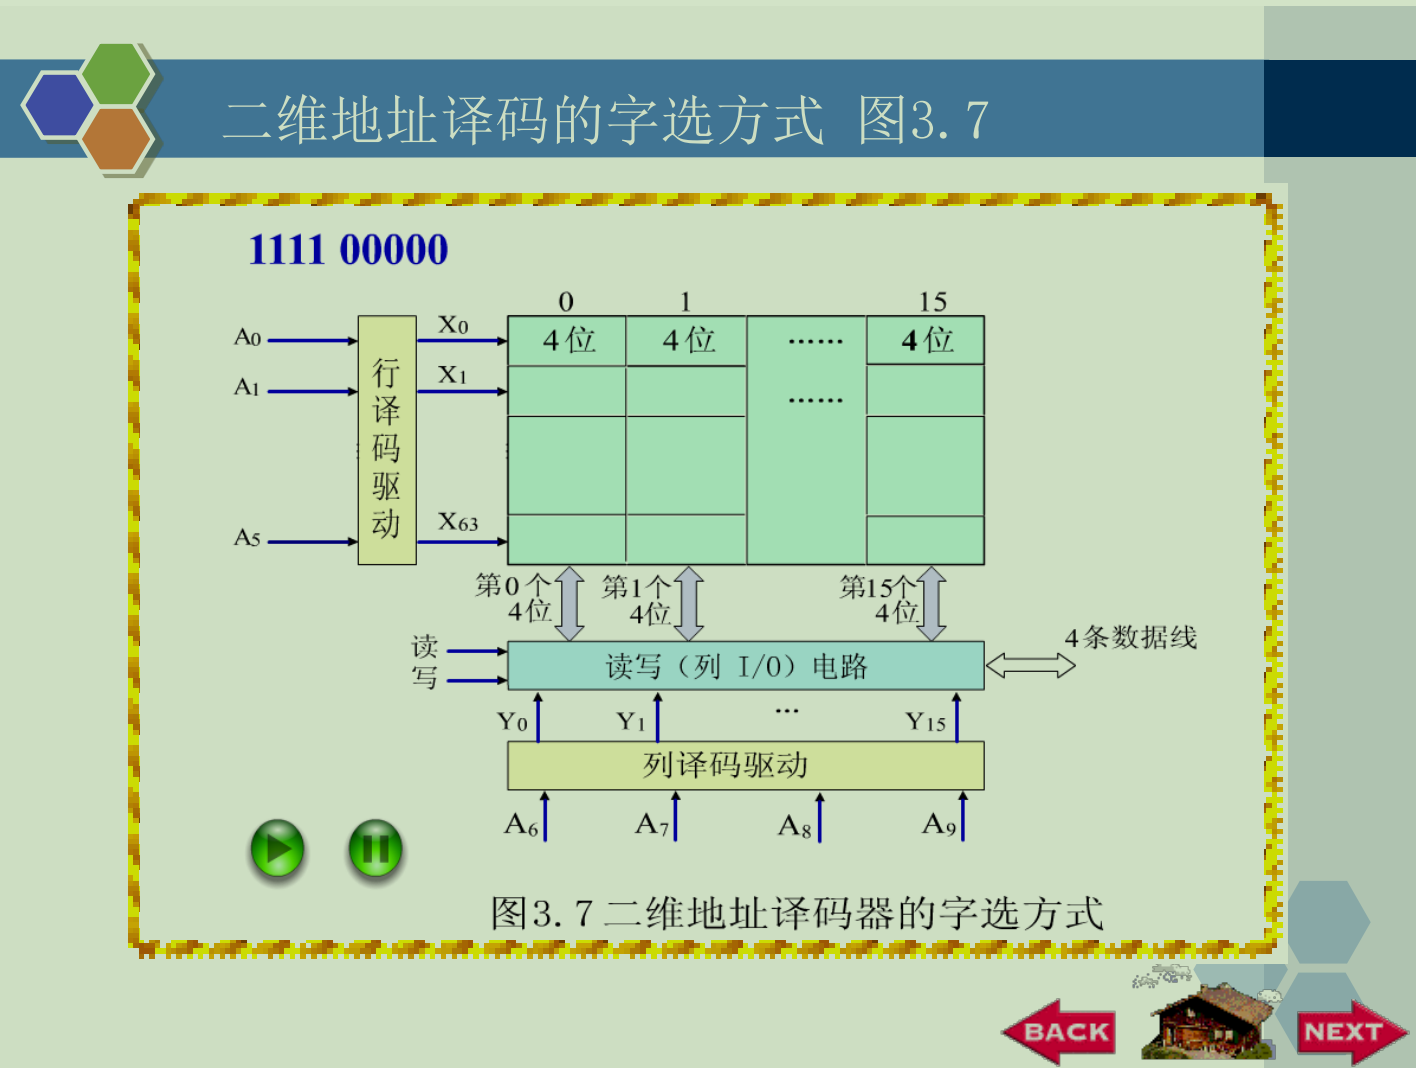 二维地址译码的字选方式 图3.7
1111 00000
0 1 15
A0 X0 4位 4位 …… 4位
A1 X1 ……
行译码驱动
A5 X63
第0个4位 第1个4位 第15个4位
读
写
读写（列 I/O）电路
4条数据线
Y0 Y1 … Y15
列译码驱动
A6 A7 A8 A9
图3.7二维地址译码器的字选方式
BACK NEXT